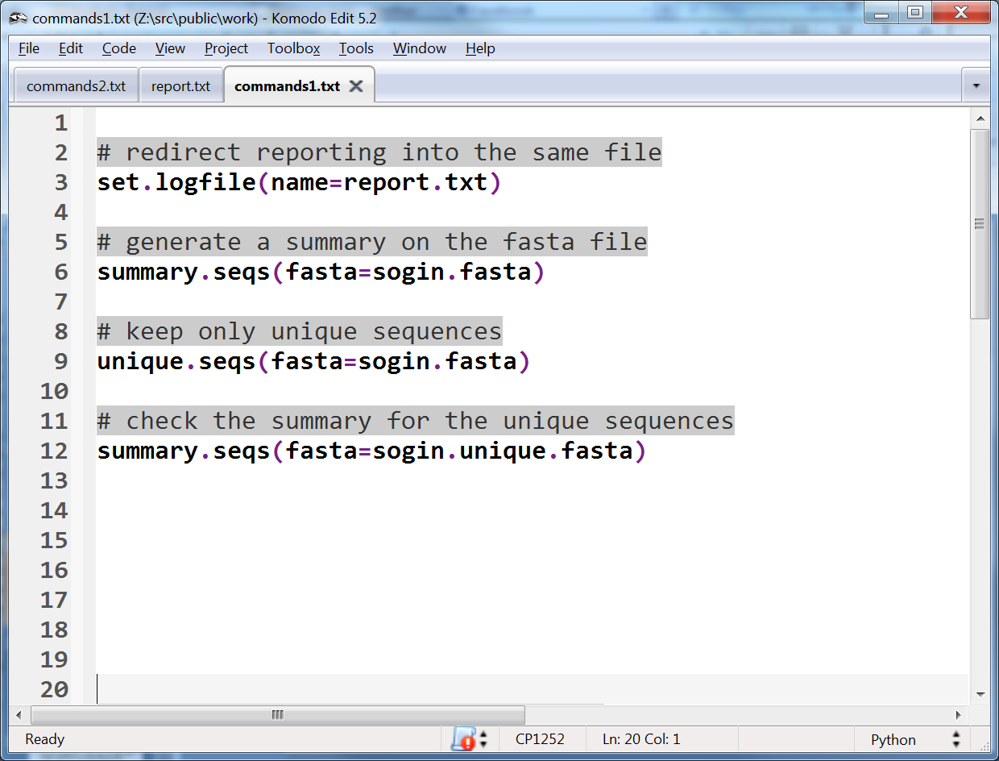 commands1.txt (Z:\src\public\work) - Komodo Edit 5.2
File Edit Code View Project Toolbox Tools Window Help
commands2.txt report.txt commands1.txt
1
2 # redirect reporting into the same file
3 set.logfile(name=report.txt)
4
5 # generate a summary on the fasta file
6 summary.seqs(fasta=sogin.fasta)
7
8 # keep only unique sequences
9 unique.seqs(fasta=sogin.fasta)
10
11 # check the summary for the unique sequences
12 summary.seqs(fasta=sogin.unique.fasta)
13
14
15
16
17
18
19
20
Ready CP1252 Ln: 20 Col: 1 Python